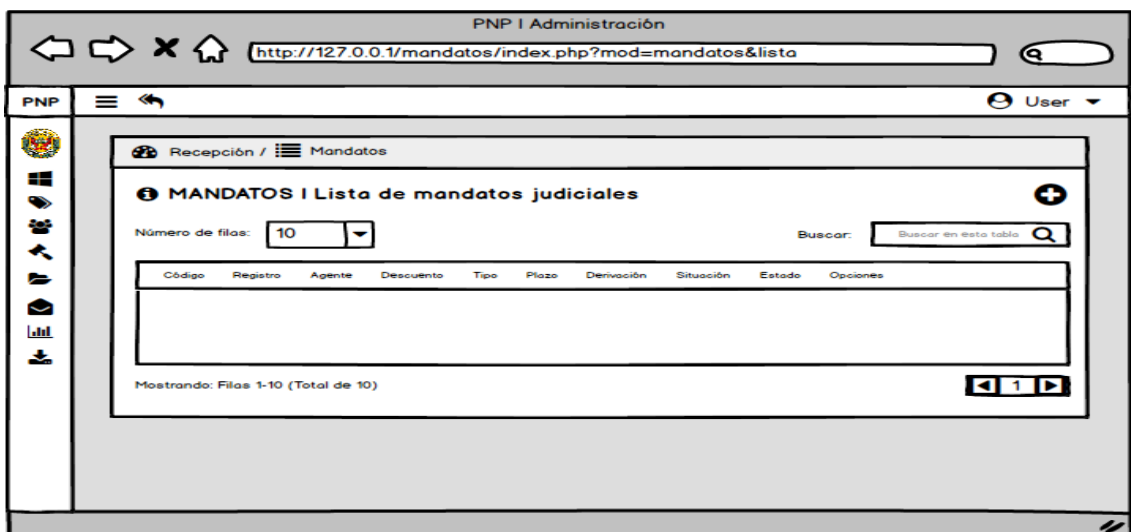 PNP | Administración
http://127.0.0.1/mandatos/index.php?mod=mandatos&lista
PNP
User
Recepción / Mandatos
MANDATOS | Lista de mandatos judiciales
Número de filas: 10
Buscar: Buscar en esta tabla
Código Registro Agente Descuento Tipo Plazo Derivación Situación Estado Opciones
Mostrando: Filas 1-10 (Total de 10)
1